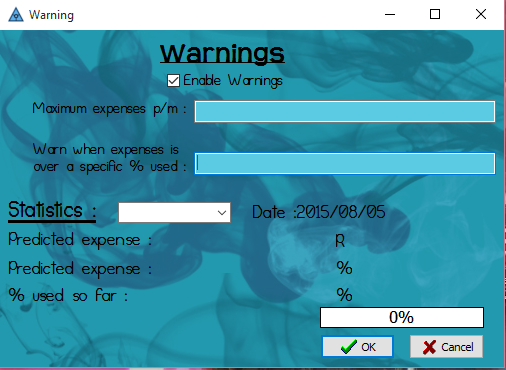 Warning
Warnings
Enable Warnings
Maximum expenses p/m :
Warn when expenses is
over a specific % used :
Statistics :
Date :2015/08/05
Predicted expense :
R
Predicted expense :
%
% used so far :
%
0%
OK
Cancel